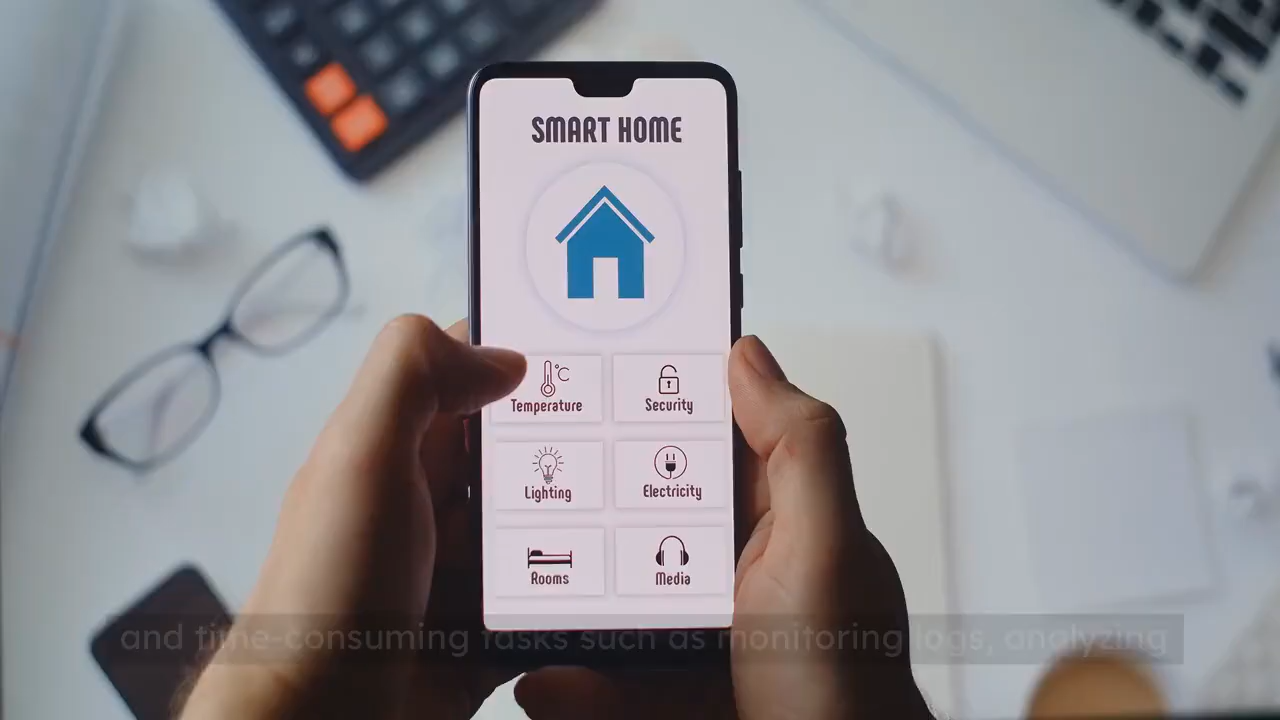 SMART HOME
°C
Temperature
Security
Lighting
Electricity
Rooms
Media
and time-consuming tasks such as monitoring logs, analyzing